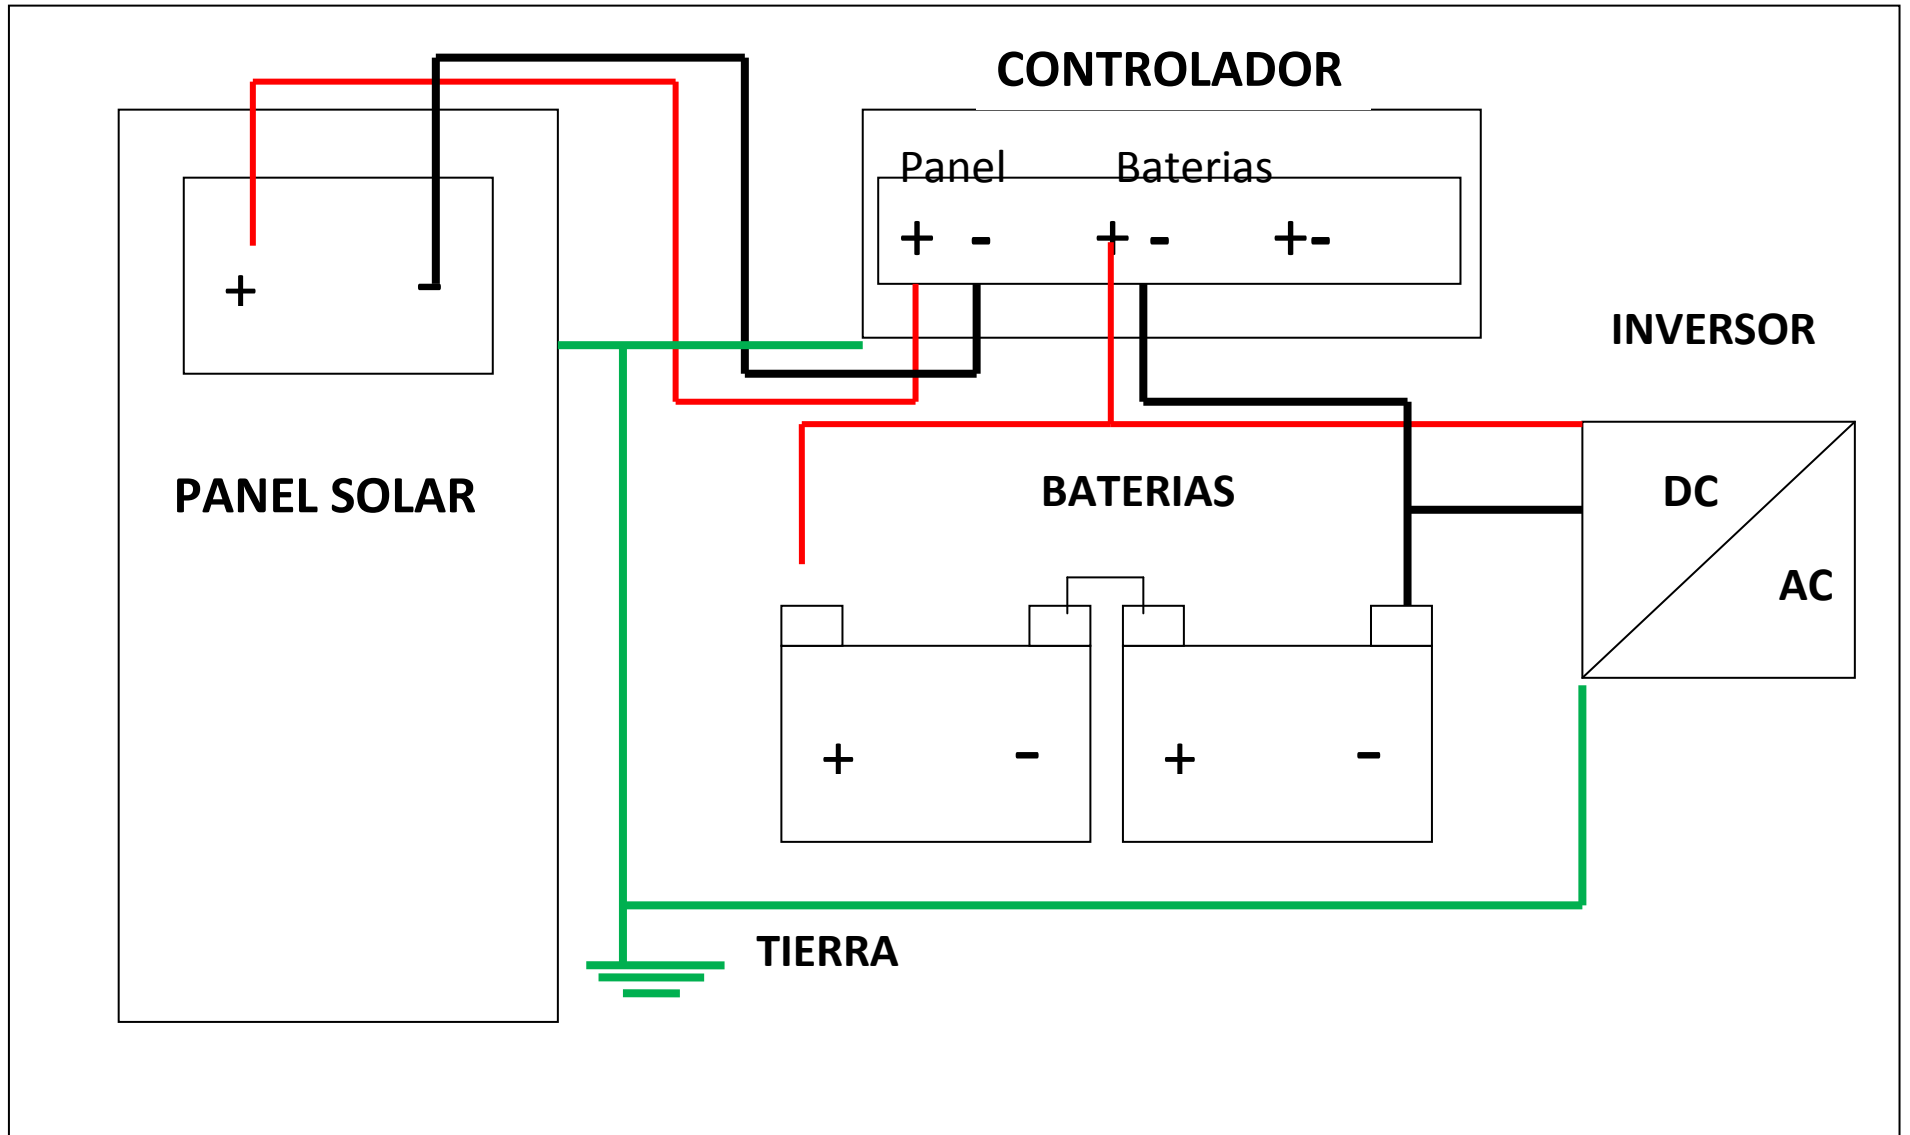 CONTROLADOR
Panel Baterias
+ - + - +-
+ -
INVERSOR
PANEL SOLAR
BATERIAS
DC
AC
+ - + -
TIERRA